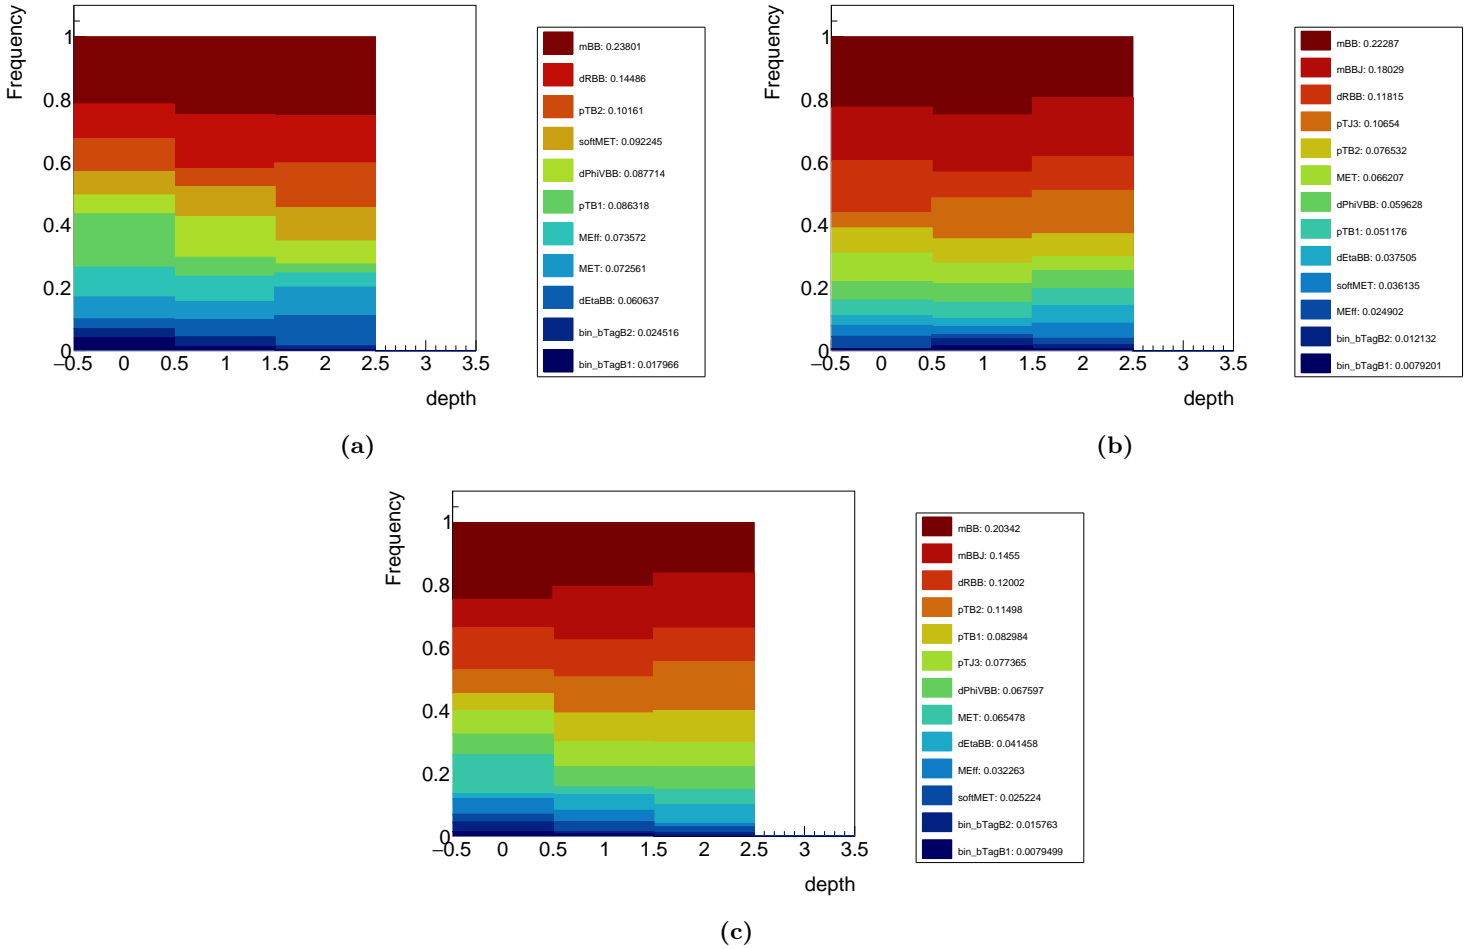 Frequency
1
0.8
0.6
0.4
0.2
0
−0.5 0 0.5 1 1.5 2 2.5 3 3.5
depth
mBB: 0.23801
dRBB: 0.14486
pTB2: 0.10161
softMET: 0.092245
dPhiVBB: 0.087714
pTB1: 0.086318
MEff: 0.073572
MET: 0.072561
dEtaBB: 0.060637
bin_bTagB2: 0.024516
bin_bTagB1: 0.017966
(a)
Frequency
1
0.8
0.6
0.4
0.2
0
−0.5 0 0.5 1 1.5 2 2.5 3 3.5
depth
mBB: 0.22287
mBBJ: 0.18029
dRBB: 0.11815
pTJ3: 0.10654
pTB2: 0.076532
MET: 0.066207
dPhiVBB: 0.059628
pTB1: 0.051176
dEtaBB: 0.037505
softMET: 0.036135
MEff: 0.024902
bin_bTagB2: 0.012132
bin_bTagB1: 0.0079201
(b)
Frequency
1
0.8
0.6
0.4
0.2
0
−0.5 0 0.5 1 1.5 2 2.5 3 3.5
depth
mBB: 0.20342
mBBJ: 0.1455
dRBB: 0.12002
pTB2: 0.11498
pTB1: 0.082984
pTJ3: 0.077365
dPhiVBB: 0.067597
MET: 0.065478
dEtaBB: 0.041458
MEff: 0.032263
softMET: 0.025224
bin_bTagB2: 0.015763
bin_bTagB1: 0.0079499
(c)